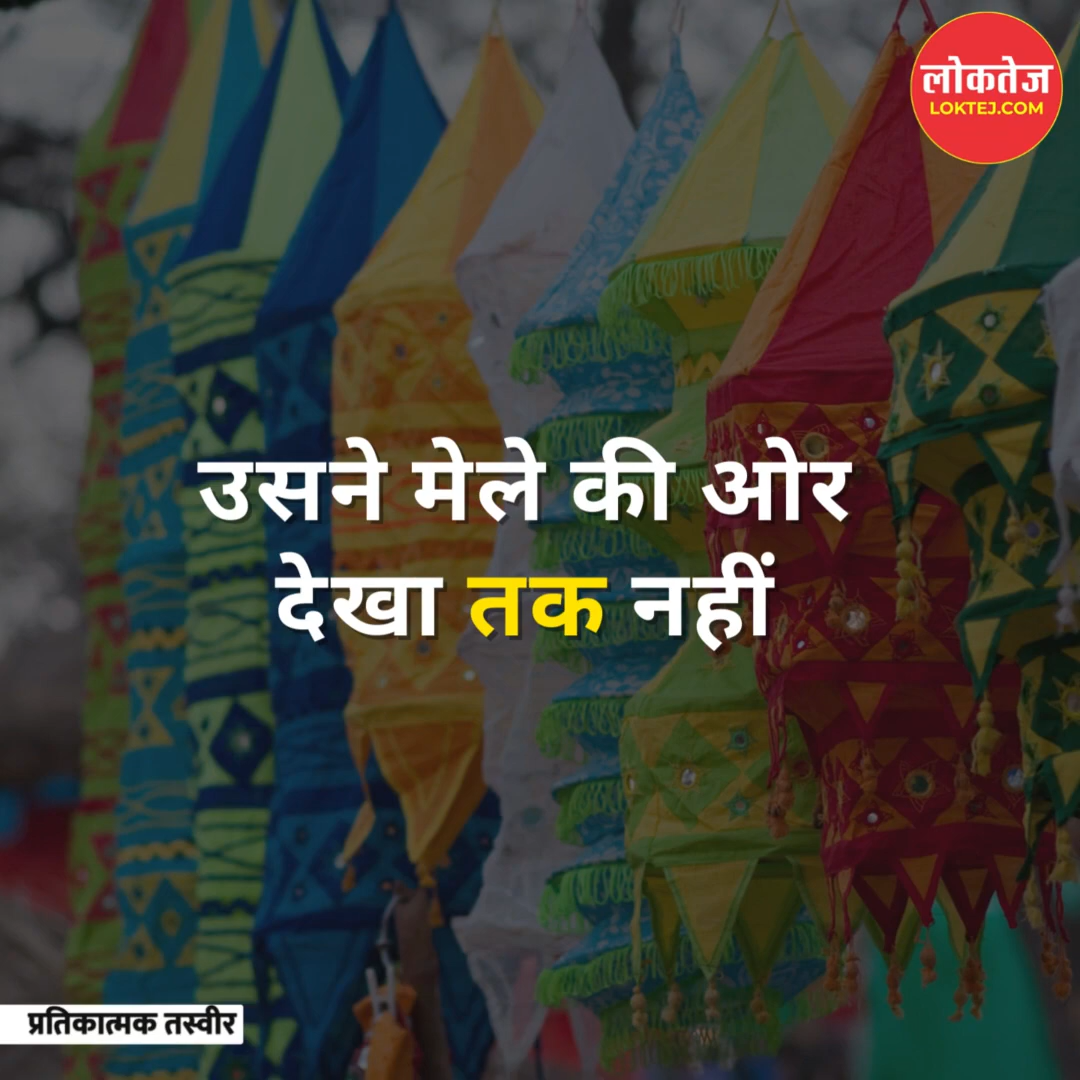 लोकतेज
LOKTEJ.COM
उसने मेले की ओर
देखा तक नहीं
प्रतिकात्मक तस्वीर